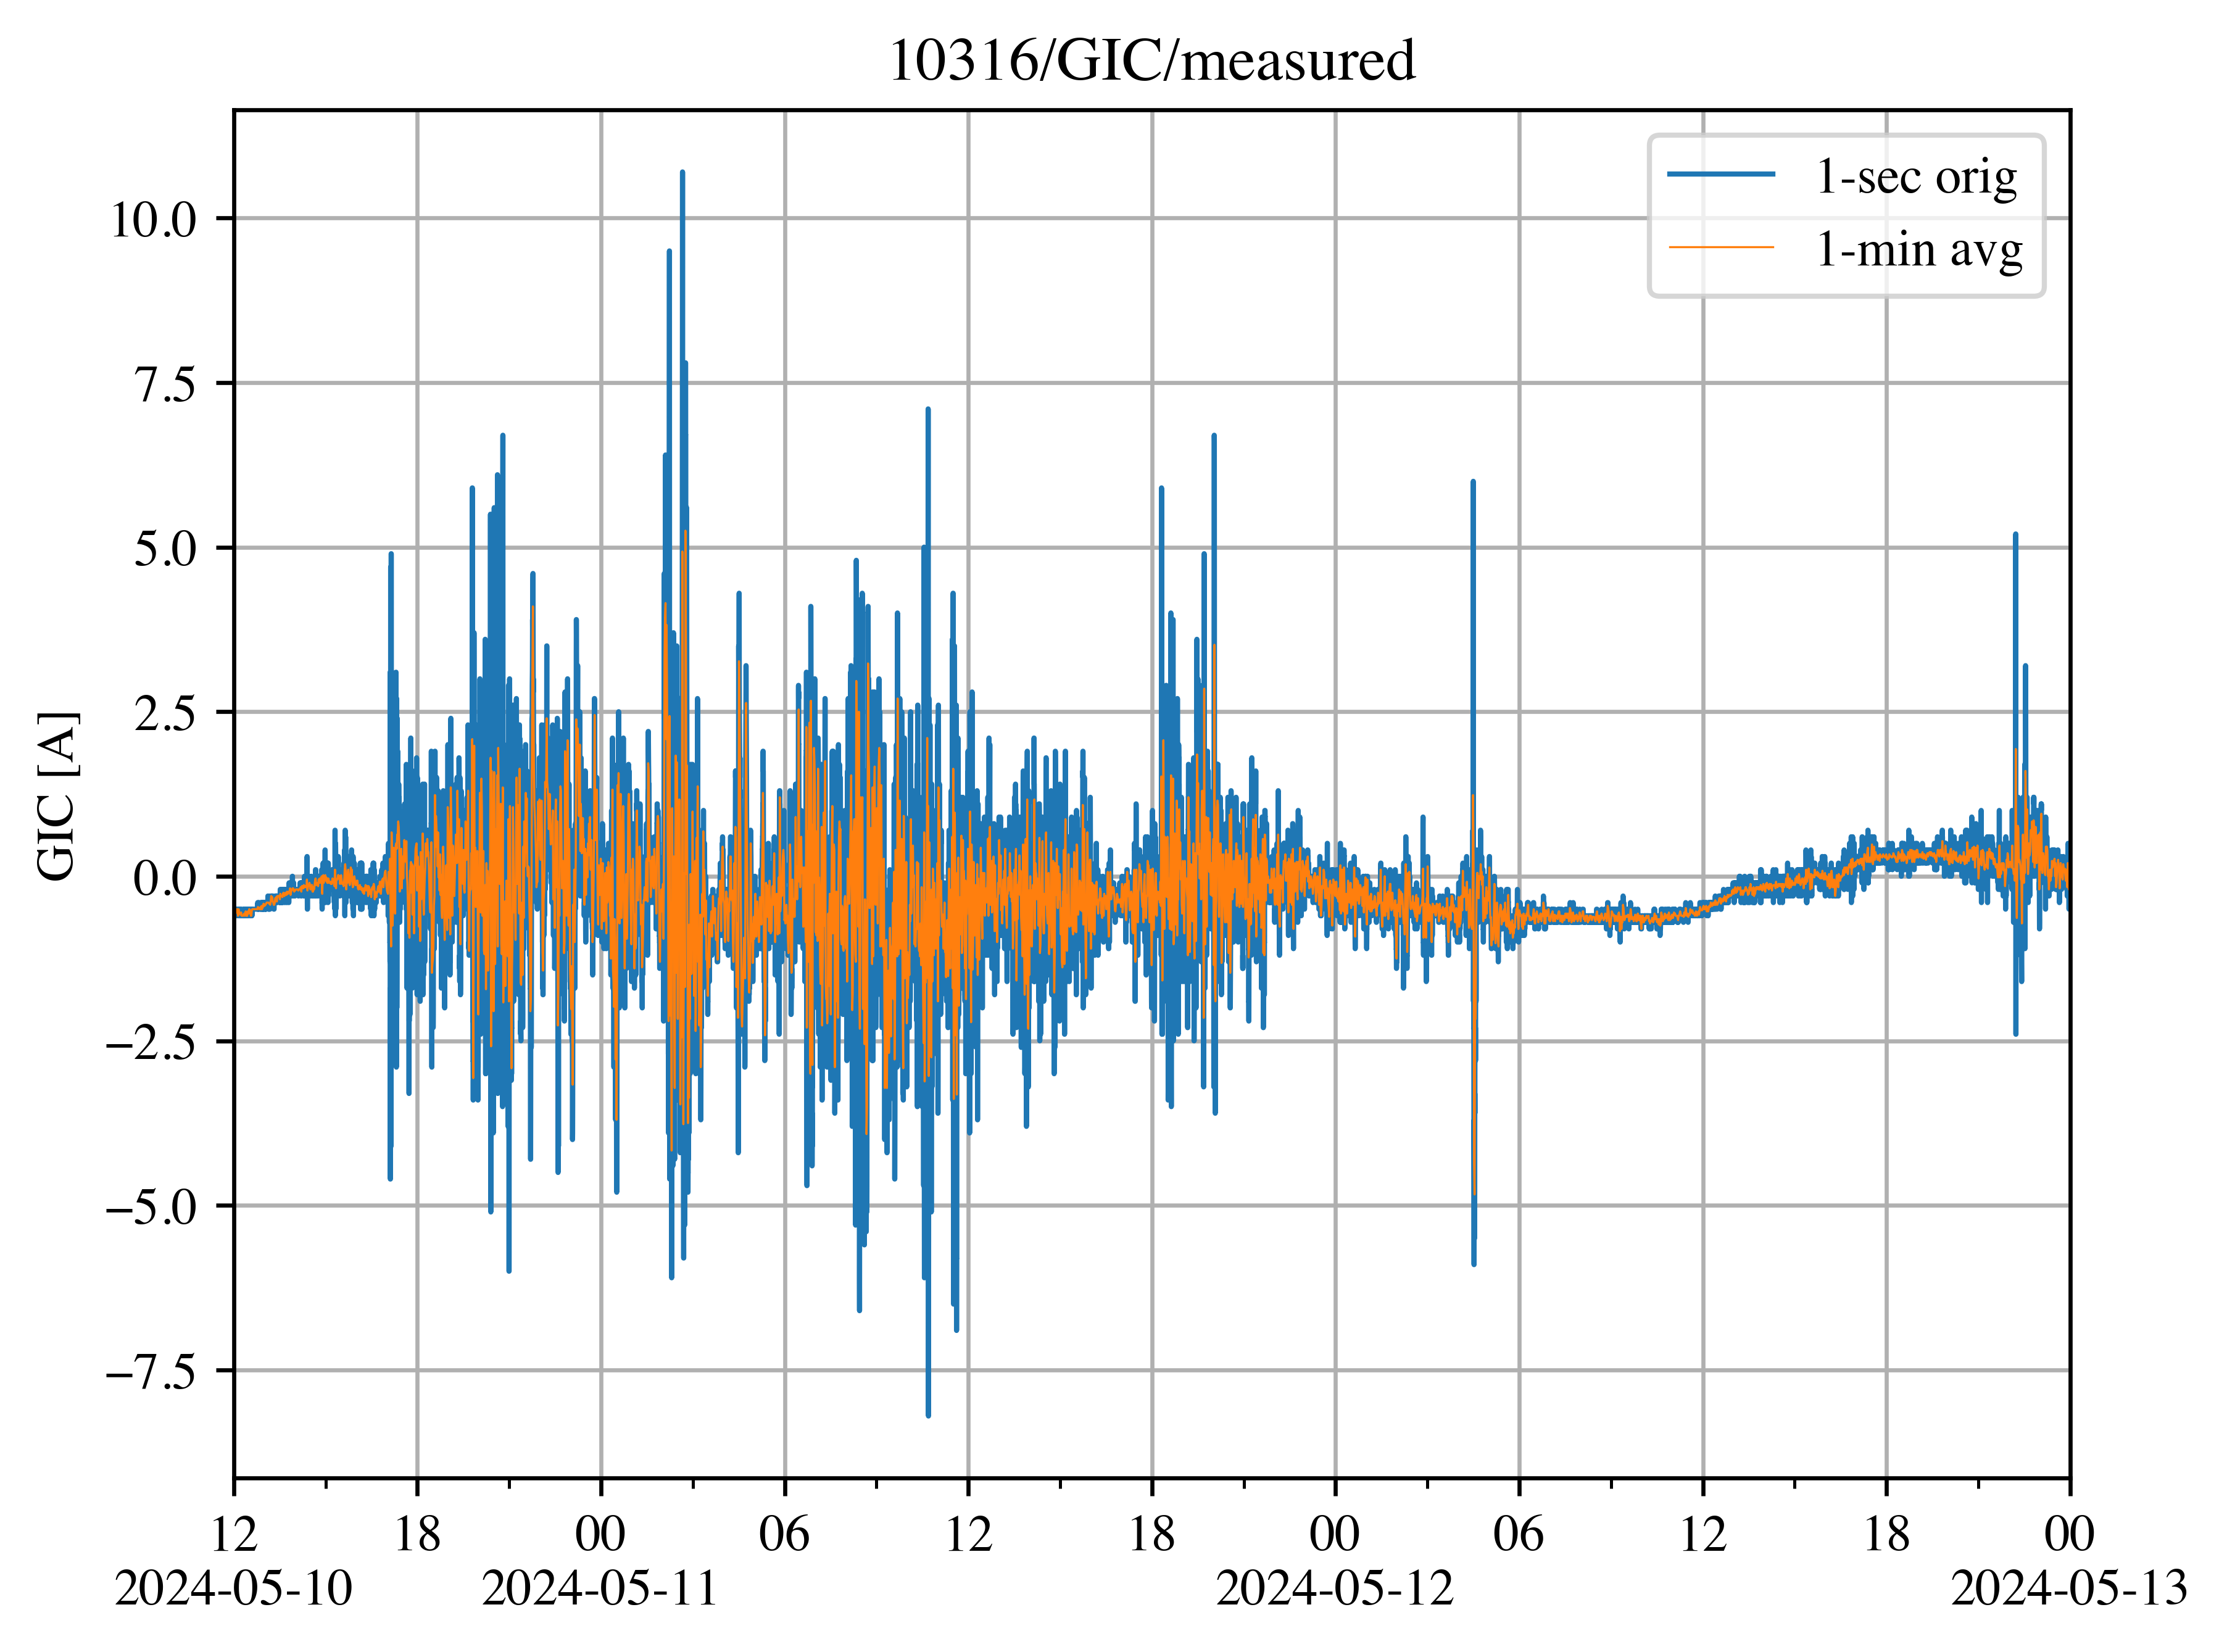 10316/GIC/measured
1-sec orig
1-min avg
GIC [A]
10.0
7.5
5.0
2.5
0.0
−2.5
−5.0
−7.5
12 18 00 06 12 18 00 06 12 18 00
2024-05-10 2024-05-11 2024-05-12 2024-05-13